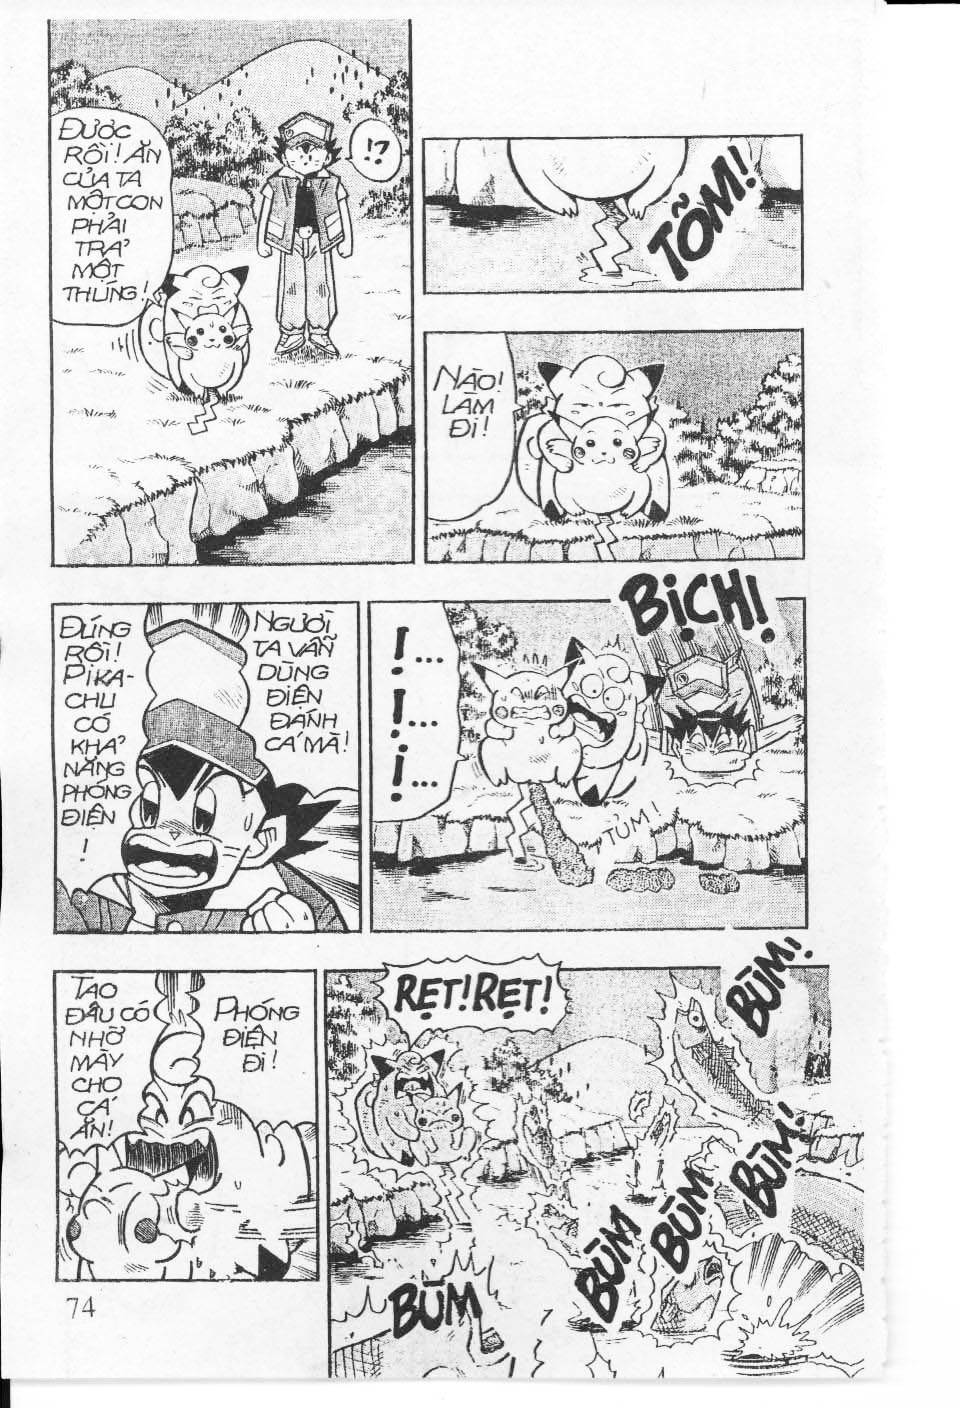 ĐƯỢC
RỒI! ĂN
CỦA TA
MỘT CON
PHẢI
TRẢ
MỘT
THÚNG!
!?
TÕM!
NÀO!
LÀM
ĐI!
ĐÚNG
RỒI!
PIKA-
CHU
CÓ
KHẢ
NĂNG
PHÓNG
ĐIỆN
!
NGƯỜI
TA VẪN
DÙNG
ĐIỆN
ĐÁNH
CÁ MÀ!
!...
!...
!...
BỊCH!
TÙM!
TAO
ĐÂU CÓ
NHỜ
MÀY
CHO
CÁ
ĂN!
PHÓNG
ĐIỆN
ĐI!
RẸT! RẸT!
BÙM!
BÙM!
BÙM
BÙM
BÙM
74